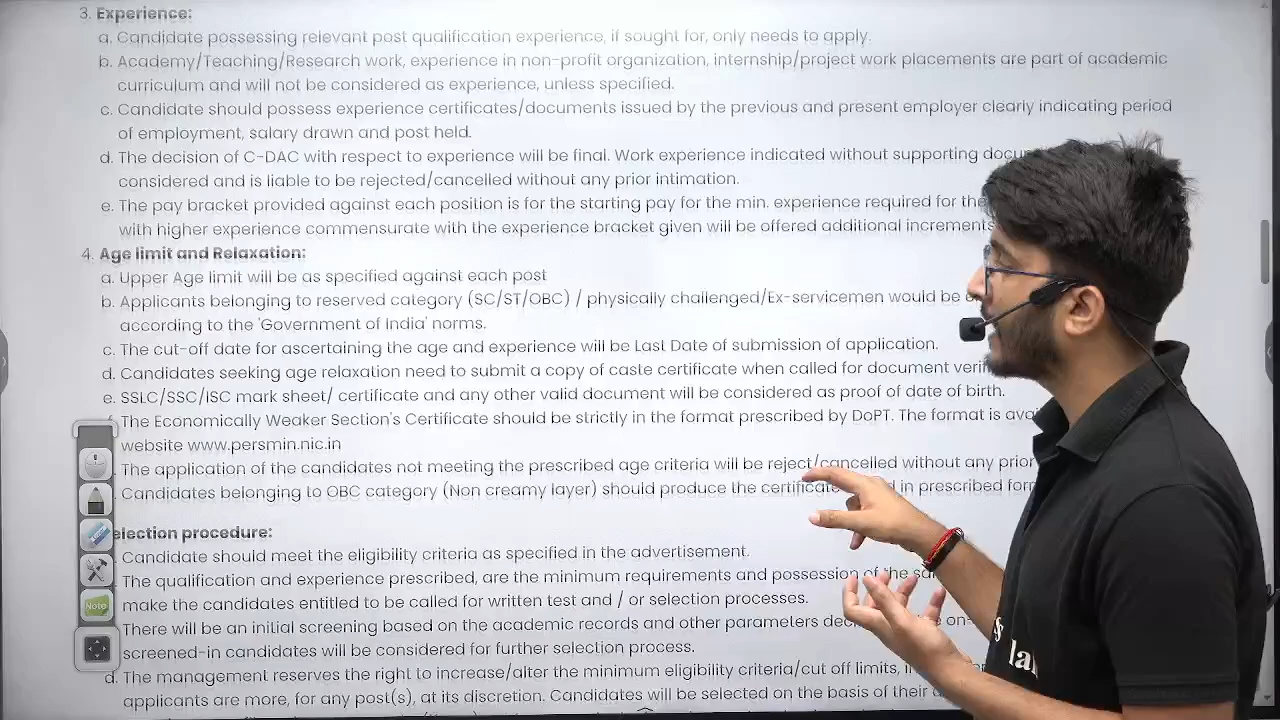 3. Experience:
a. Candidate possessing relevant post qualification experience, if sought for, only needs to apply.
b. Academy/Teaching/Research work, experience in non-profit organization, internship/project work placements are part of academic
curriculum and will not be considered as experience, unless specified.
c. Candidate should possess experience certificates/documents issued by the previous and present employer clearly indicating period
of employment, salary drawn and post held.
d. The decision of C-DAC with respect to experience will be final. Work experience indicated without supporting
considered and is liable to be rejected/cancelled without any prior intimation.
e. The pay bracket provided against each position is for the starting pay for the min. experience required for the
with higher experience commensurate with the experience bracket given will be offered additional increments
4. Age limit and Relaxation:
a. Upper Age limit will be as specified against each post
b. Applicants belonging to reserved category (SC/ST/OBC) / physically challenged/Ex-servicemen would be
according to the 'Government of India' norms.
c. The cut-off date for ascertaining the age and experience will be Last Date of submission of application.
d. Candidates seeking age relaxation need to submit a copy of caste certificate when called for document
e. SSLC/SSC/ISC mark sheet/ certificate and any other valid document will be considered as proof of date of birth.
The Economically Weaker Section's Certificate should be strictly in the format prescribed by DoPT. The format is
website www.persmin.nic.in
The application of the candidates not meeting the prescribed age criteria will be reject/cancelled without any prior
Candidates belonging to OBC category (Non creamy layer) should produce the in prescribed
election procedure:
Candidate should meet the eligibility criteria as specified in the advertisement.
The qualification and experience prescribed, are the minimum requirements and possession of the
make the candidates entitled to be called for written test and / or selection processes.
There will be an initial screening based on the academic records and other parameters
screened-in candidates will be considered for further selection process.
d. The management reserves the right to increase/alter the minimum eligibility criteria/cut off limits,
applicants are more, for any post(s), at its discretion. Candidates will be selected on the basis of their
Note